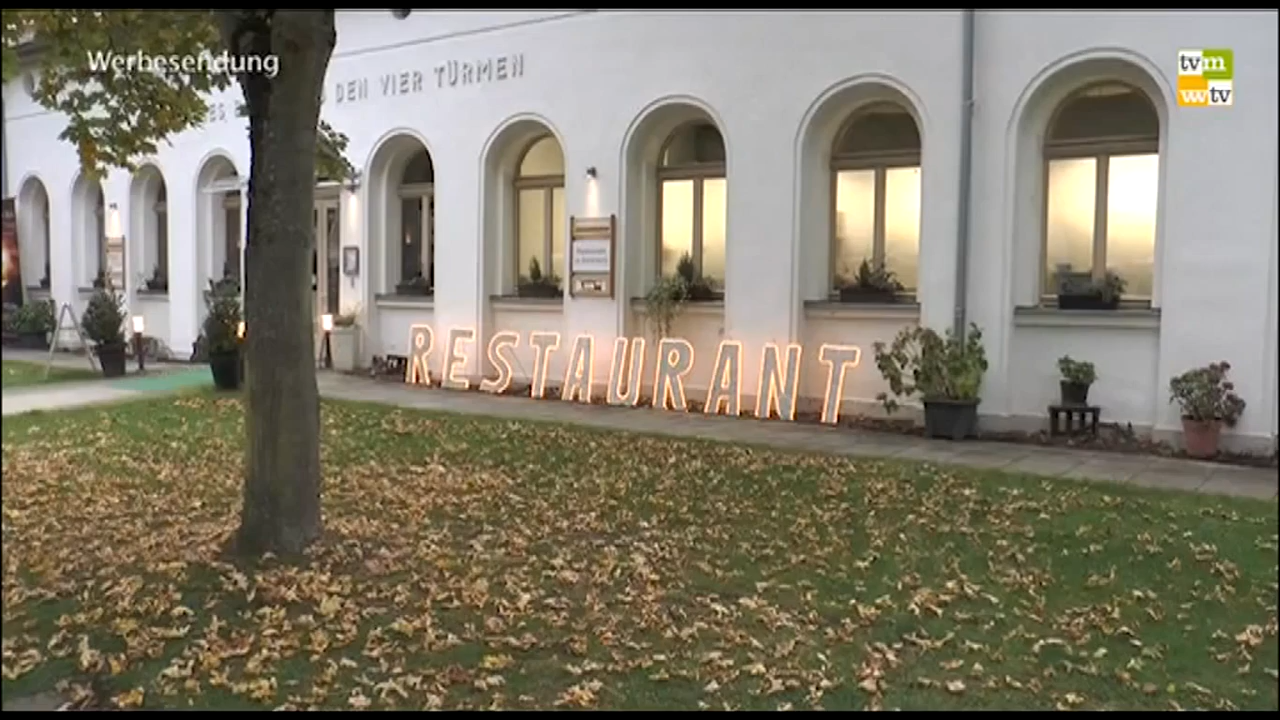 Werbesendung
DEN VIER TÜRMEN
tvm
wwtv
RESTAURANT